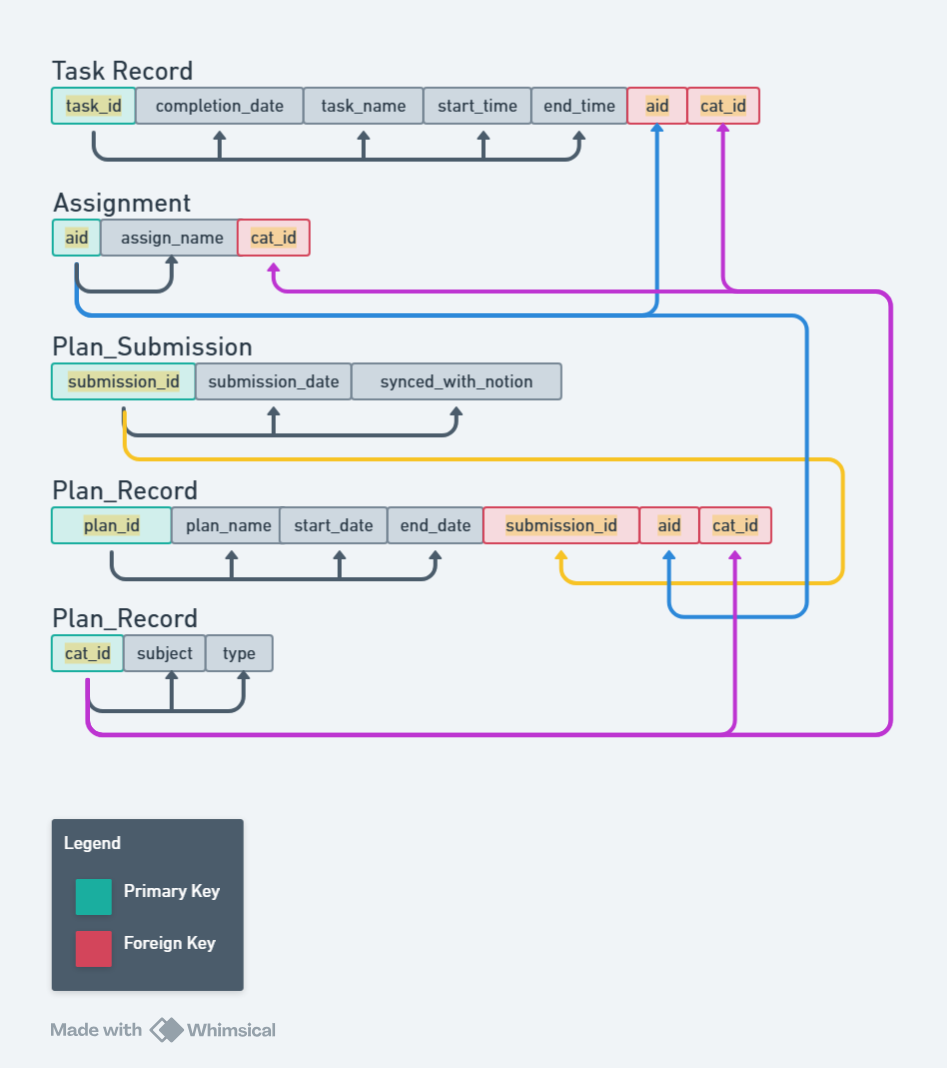 Task Record
task_id completion_date task_name start_time end_time aid cat_id
Assignment
aid assign_name cat_id
Plan_Submission
submission_id submission_date synced_with_notion
Plan_Record
plan_id plan_name start_date end_date submission_id aid cat_id
Plan_Record
cat_id subject type
Legend
Primary Key
Foreign Key
Made with Whimsical